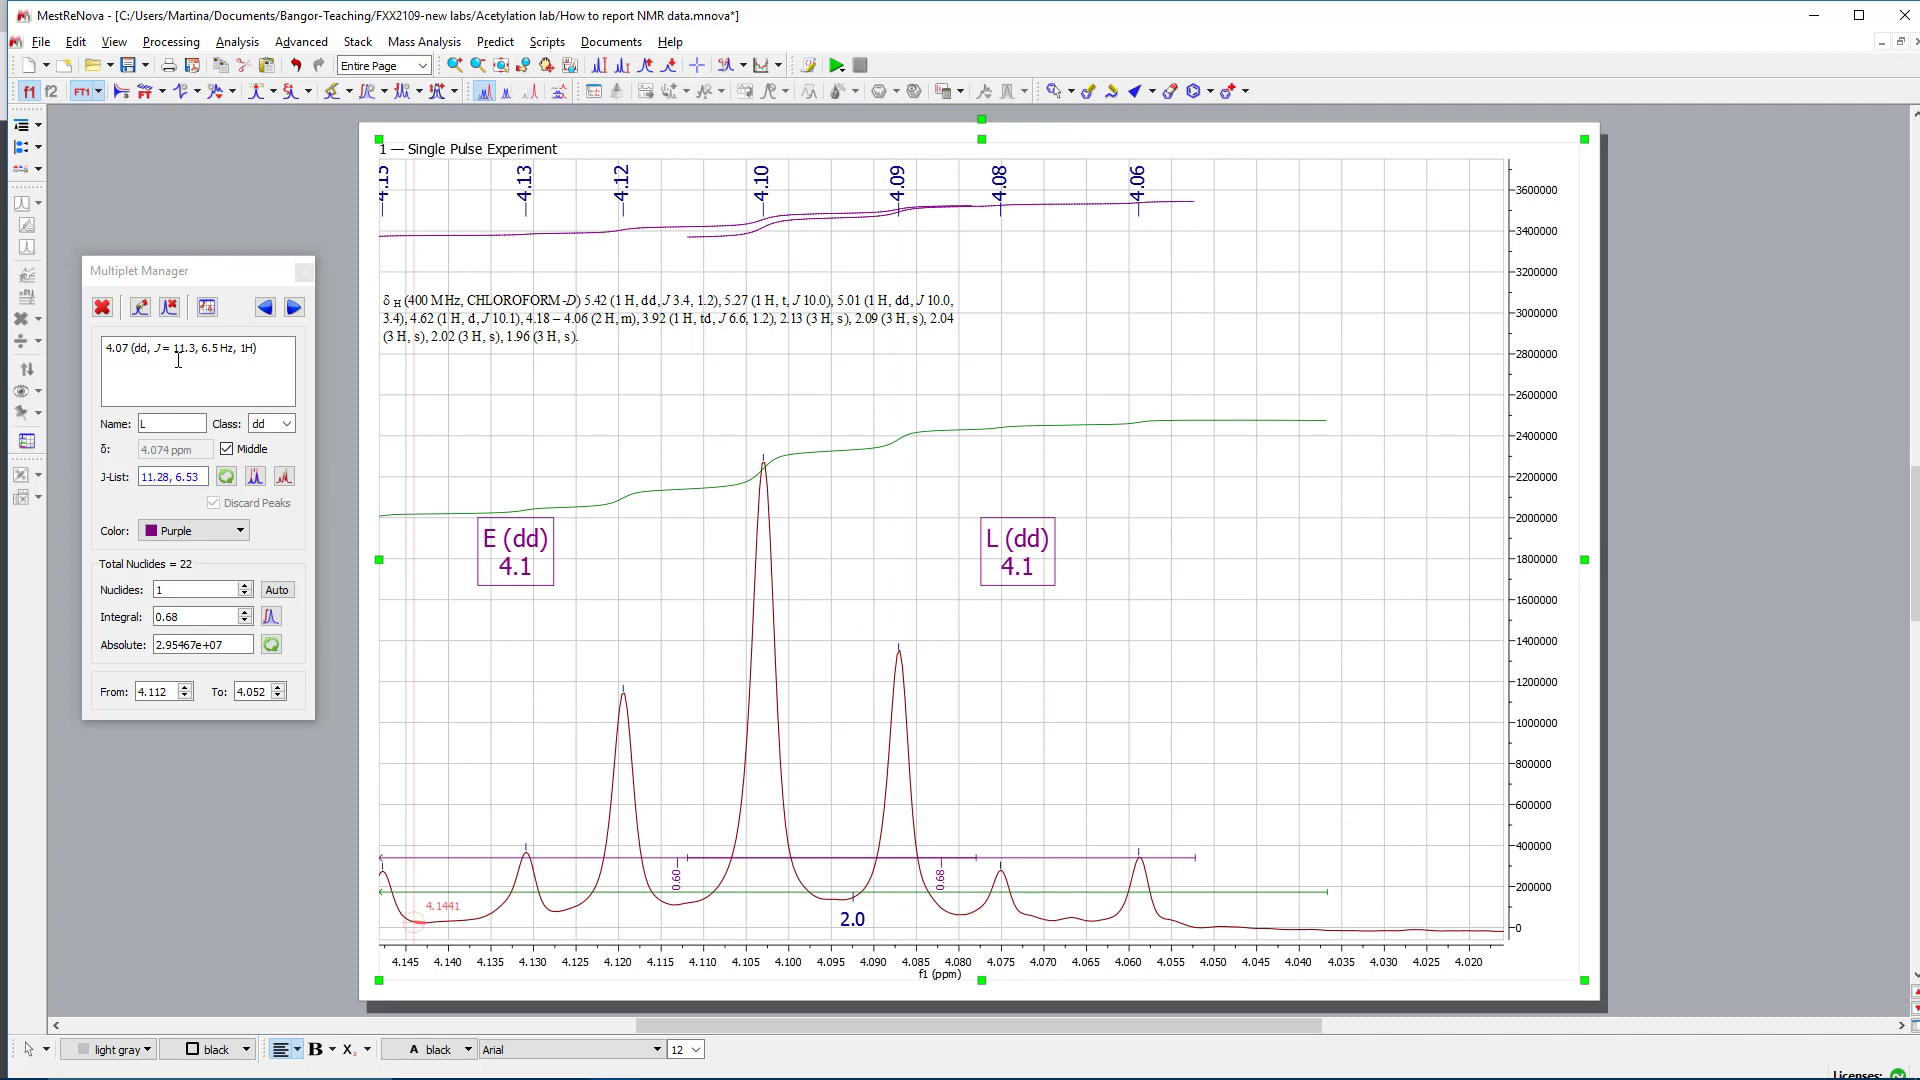 MestReNova - [C:/Users/Martina/Documents/Bangor-Teaching/FXX2109-new labs/Acetylation lab/How to report NMR data.mnova*]
File Edit View Processing Analysis Advanced Stack Mass Analysis Predict Scripts Documents Help
Entire Page
f1 f2 FT1
1 — Single Pulse Experiment
4.15 4.13 4.12 4.10 4.09 4.08 4.06
δ H (400 MHz, CHLOROFORM-D) 5.42 (1 H, dd, J 3.4, 1.2), 5.27 (1 H, t, J 10.0), 5.01 (1 H, dd, J 10.0,
3.4), 4.62 (1 H, d, J 10.1), 4.18 – 4.06 (2 H, m), 3.92 (1 H, td, J 6.6, 1.2), 2.13 (3 H, s), 2.09 (3 H, s), 2.04
(3 H, s), 2.02 (3 H, s), 1.96 (3 H, s).
Multiplet Manager
4.07 (dd, J = 11.3, 6.5 Hz, 1H)
Name: L Class: dd
δ: 4.074 ppm Middle
J-List: 11.28, 6.53
Discard Peaks
Color: Purple
Total Nuclides = 22
Nuclides: 1 Auto
Integral: 0.68
Absolute: 2.95467e+07
From: 4.112 To: 4.052
E (dd)
4.1
L (dd)
4.1
0.60
0.68
4.1441
2.0
3600000
3400000
3200000
3000000
2800000
2600000
2400000
2200000
2000000
1800000
1600000
1400000
1200000
1000000
800000
600000
400000
200000
0
4.145 4.140 4.135 4.130 4.125 4.120 4.115 4.110 4.105 4.100 4.095 4.090 4.085 4.080 4.075 4.070 4.065 4.060 4.055 4.050 4.045 4.040 4.035 4.030 4.025 4.020
f1 (ppm)
light gray black B X₂ A black Arial 12
Licenses: